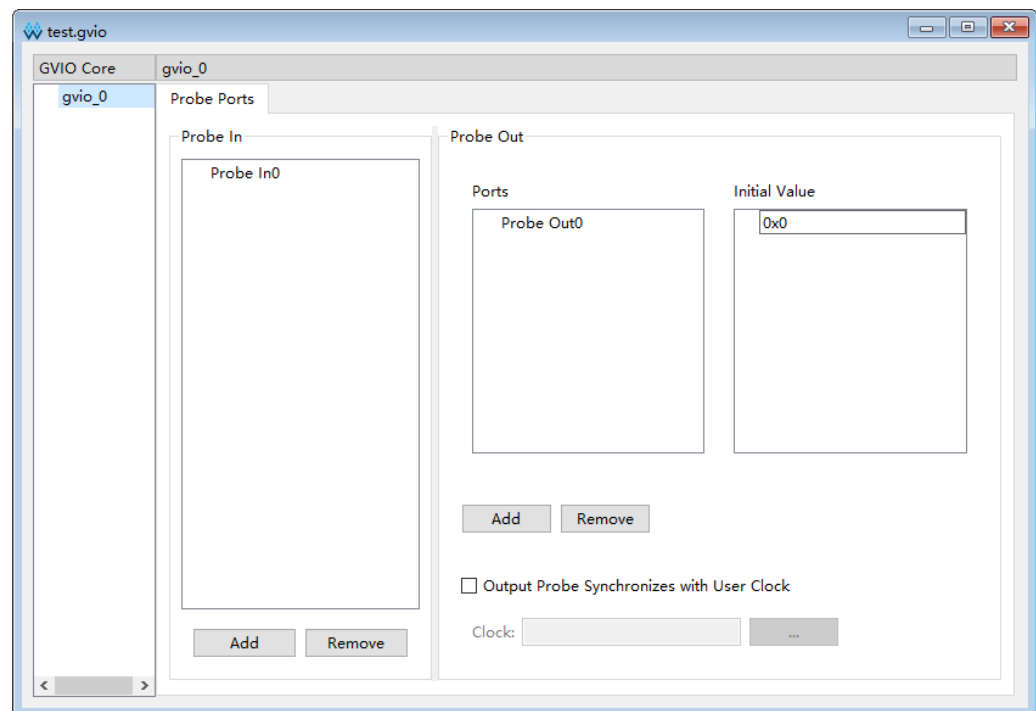 test.gvio
GVIO Core gvio_0
gvio_0
Probe Ports
Probe In
Probe In0
Add Remove
Probe Out
Ports Initial Value
Probe Out0 0x0
Add Remove
Output Probe Synchronizes with User Clock
Clock: ...